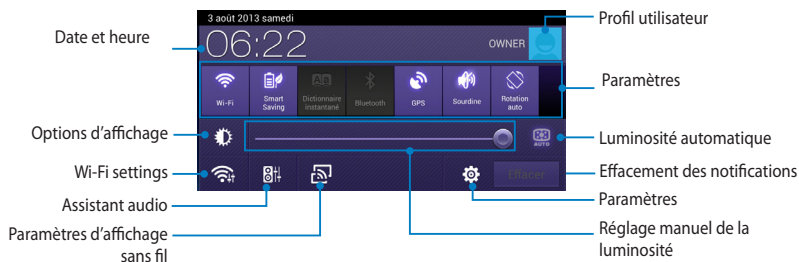 3 août 2013 samedi
Profil utilisateur
Date et heure
06:22
OWNER
Paramètres
Wi-Fi
Smart Saving
Dictionnaire instantané
Bluetooth
GPS
Sourdine
Rotation auto
Options d'affichage
AUTO
Luminosité automatique
Wi-Fi settings
Effacer
Effacement des notifications
Assistant audio
Paramètres
Paramètres d'affichage
sans fil
Réglage manuel de la
luminosité